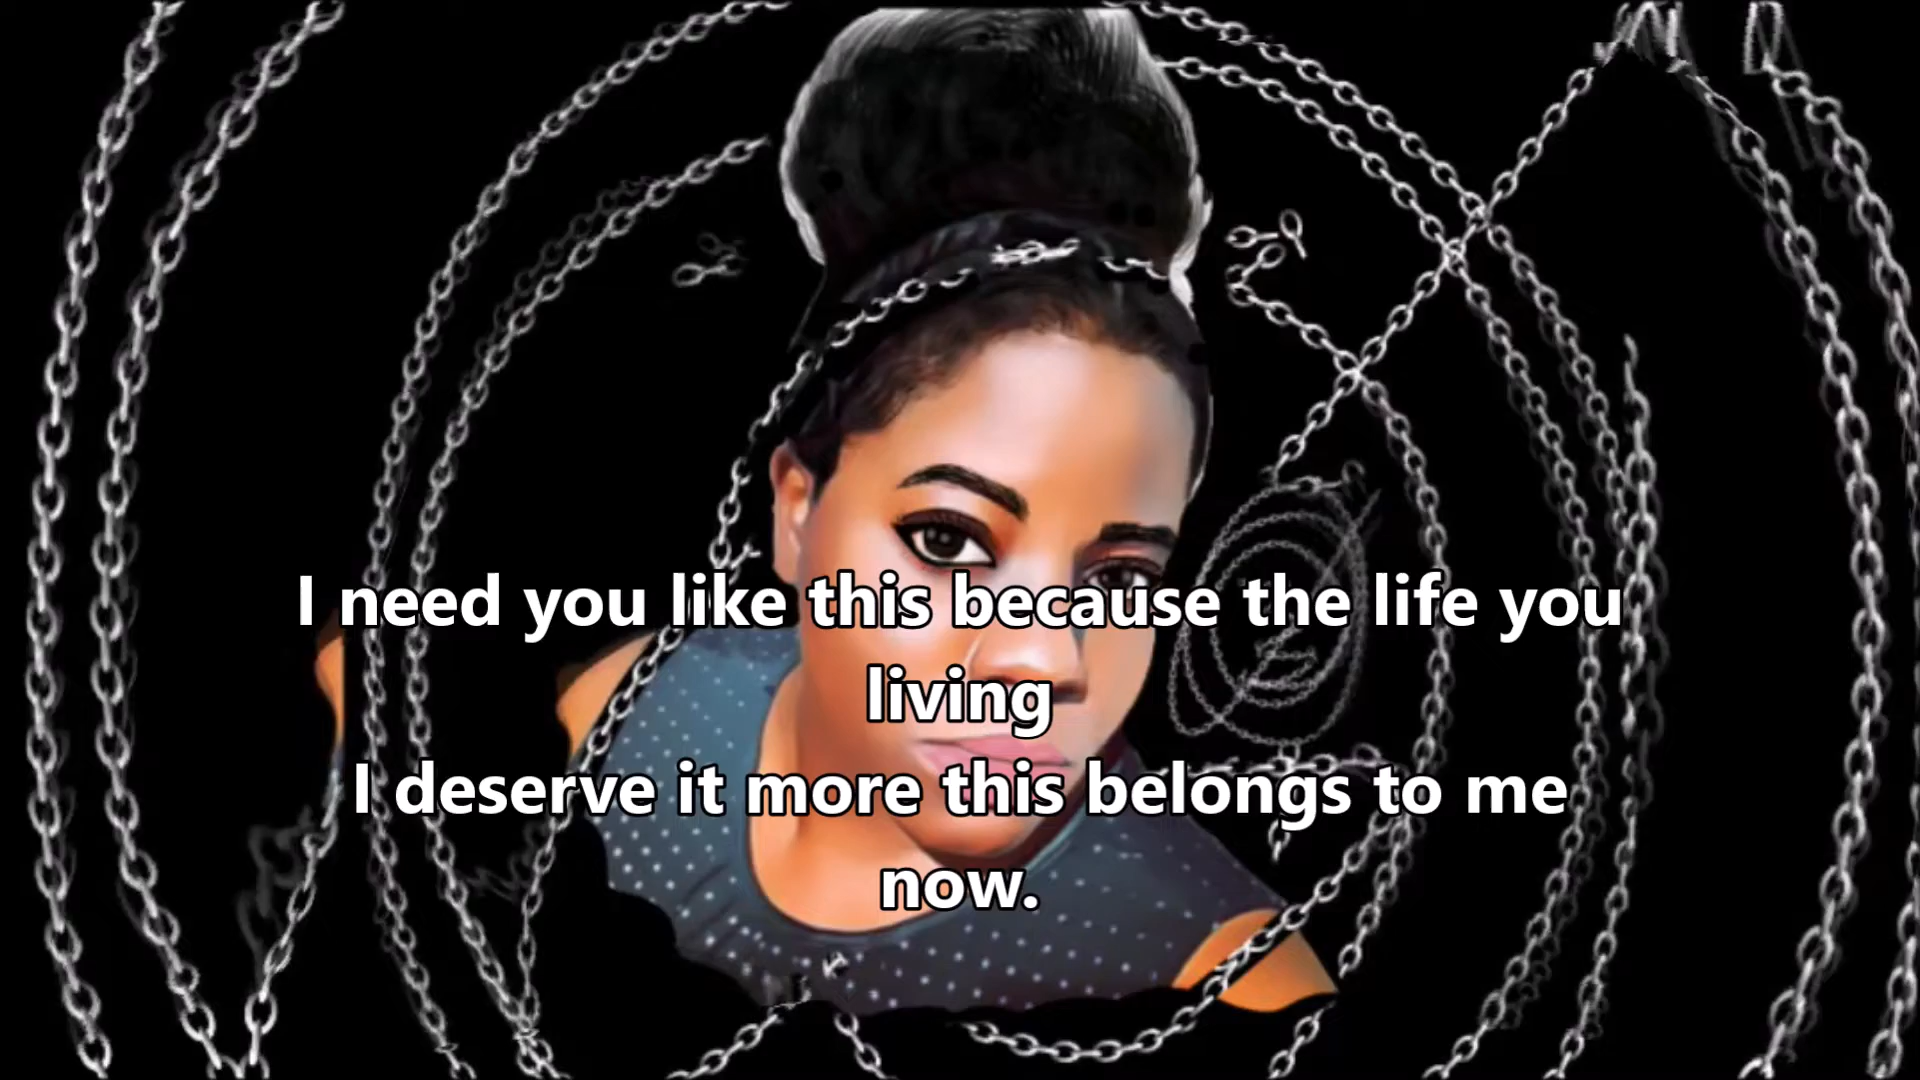 I need you like this because the life you
living
I deserve it more this belongs to me
now.